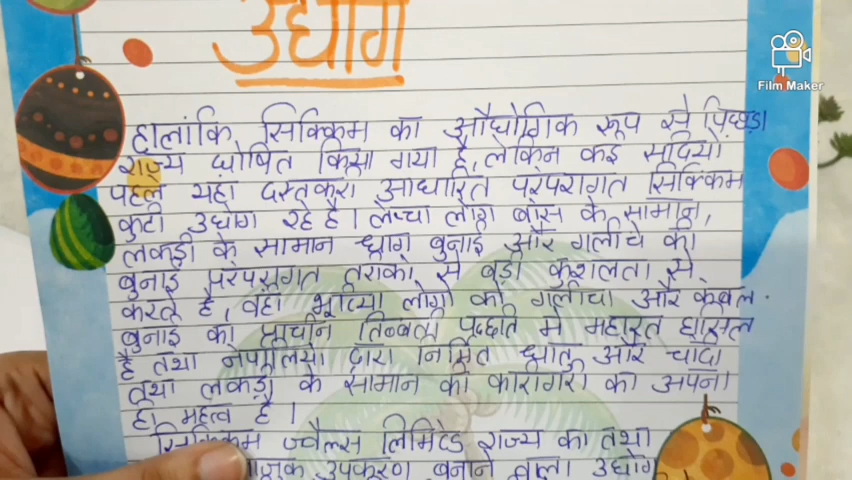 उद्योग
Film Maker
हालांकि सिक्किम का औद्योगिक रूप से पिछड़ा
राज्य घोषित किया गया है, लेकिन कई सदियो
पहले यहां दस्तकारी आधारित परंपरागत सिक्किम
कुटी उद्योग रहे है। लेप्चा लोग बांस के सामान,
लकड़ी के सामान धाग बुनाई और गलीचे की
बुनाई परंपरागत तरीको से बड़ी कुशलता से
करते है, वहां भूटिया लोगो को गलीचा और कंबल
बुनाई की प्राचीन तिब्बती पद्धति मे महारत हासिल
है तथा नेपालियो द्वारा निर्मित धातु और चांदी
तथा लकड़ी के सामान की कारीगरी का अपना
ही महत्व है।
सिक्किम ज्वैल्स लिमिटेड राज्य का तथा
उपकरण बनाने वाला उद्योग